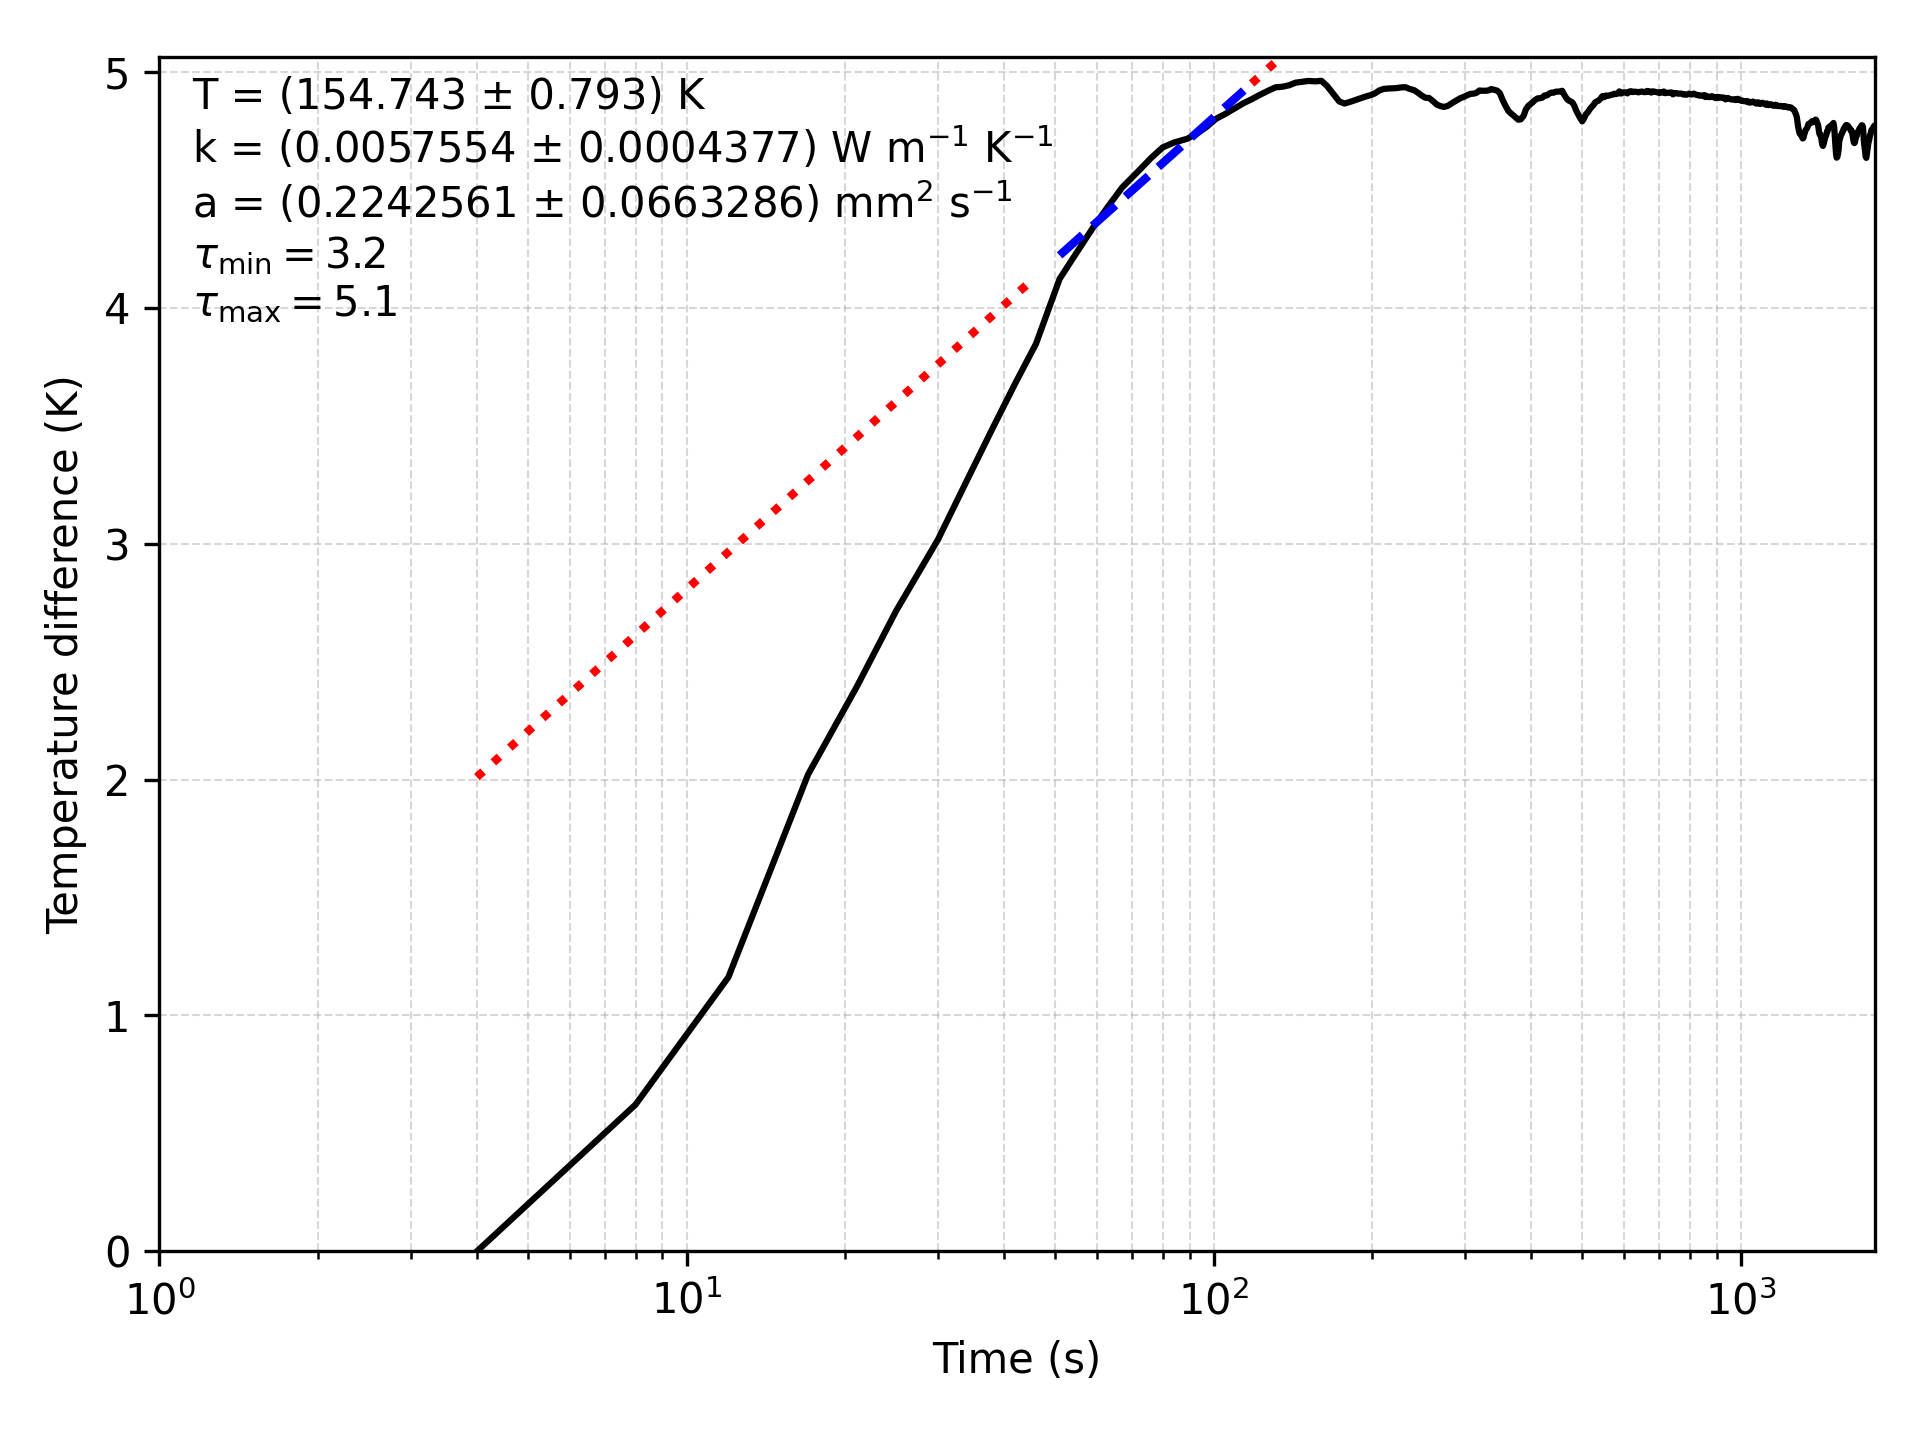 T = (154.743 ± 0.793) K
k = (0.0057554 ± 0.0004377) W m⁻¹ K⁻¹
a = (0.2242561 ± 0.0663286) mm² s⁻¹
τmin = 3.2
τmax = 5.1
Temperature difference (K)
5
4
3
2
1
0
10⁰ 10¹ 10² 10³
Time (s)